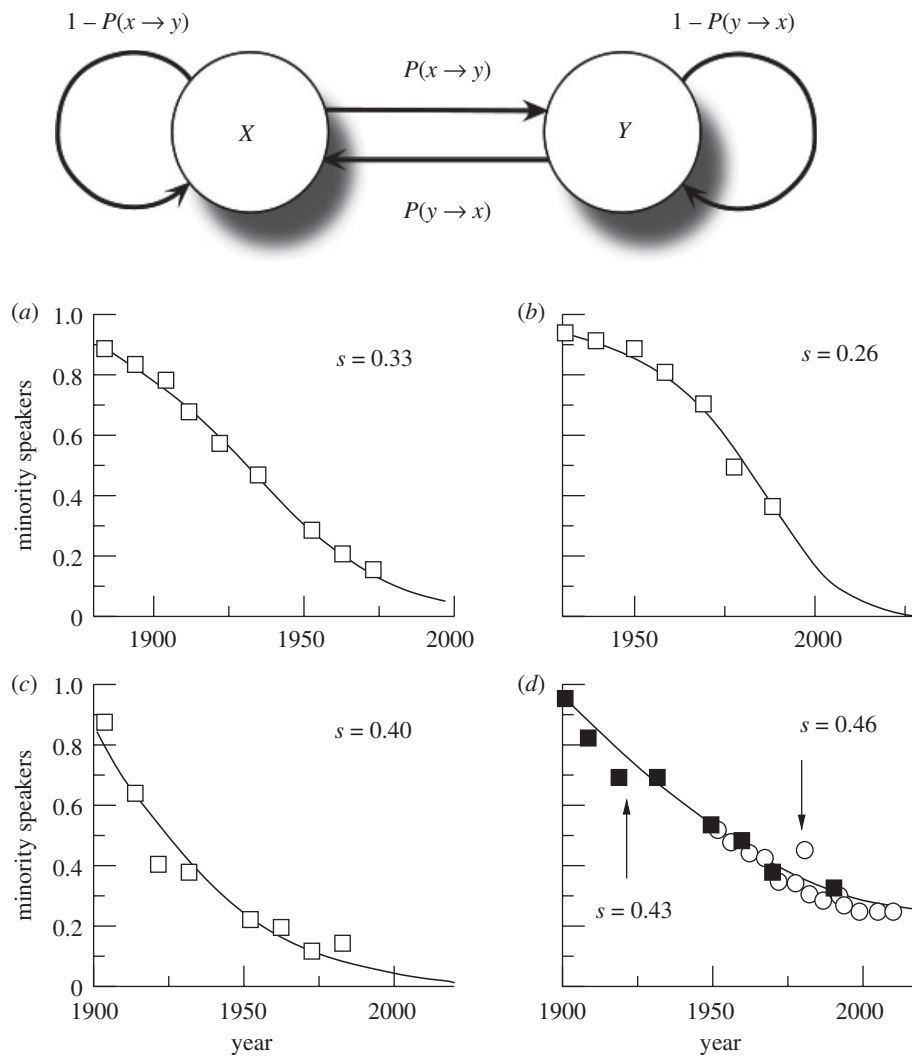 1 – P(x → y)
1 – P(y → x)
P(x → y)
X
Y
P(y → x)
(a)
1.0
0.8
0.6
0.4
0.2
0
minority speakers
s = 0.33
1900
1950
2000
(b)
s = 0.26
1950
2000
(c)
1.0
0.8
0.6
0.4
0.2
0
minority speakers
s = 0.40
1900
1950
2000
year
(d)
s = 0.46
s = 0.43
1900
1950
2000
year